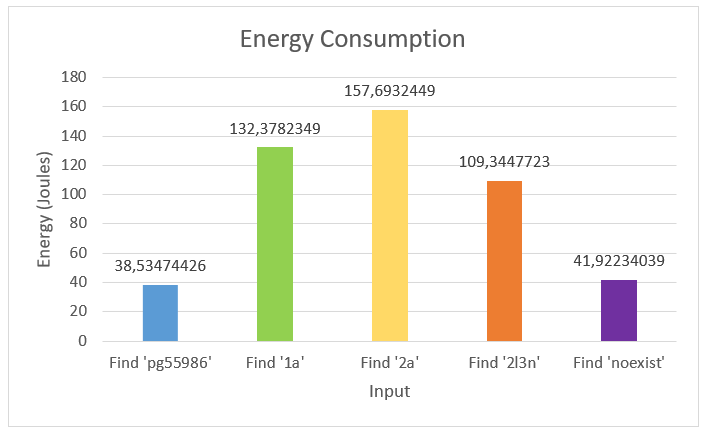 Energy Consumption
Energy (Joules)
180
160
140
120
100
80
60
40
20
0
38,53474426
132,3782349
157,6932449
109,3447723
41,92234039
Find 'pg55986'
Find '1a'
Find '2a'
Find '2l3n'
Find 'noexist'
Input